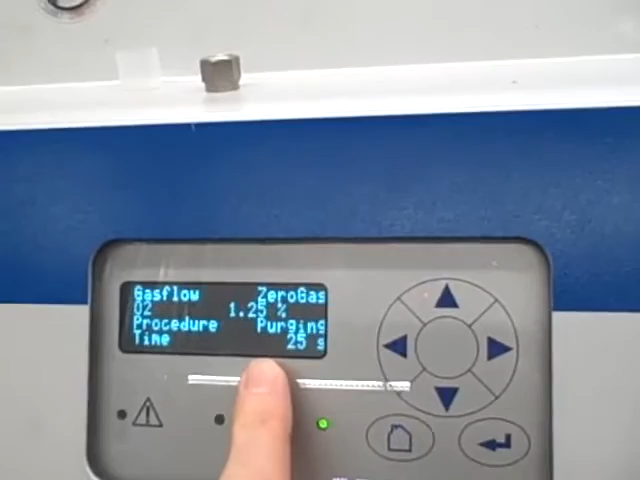 Gasflow ZeroGas
O2 1.25 %
Procedure Purging
Time 25 s